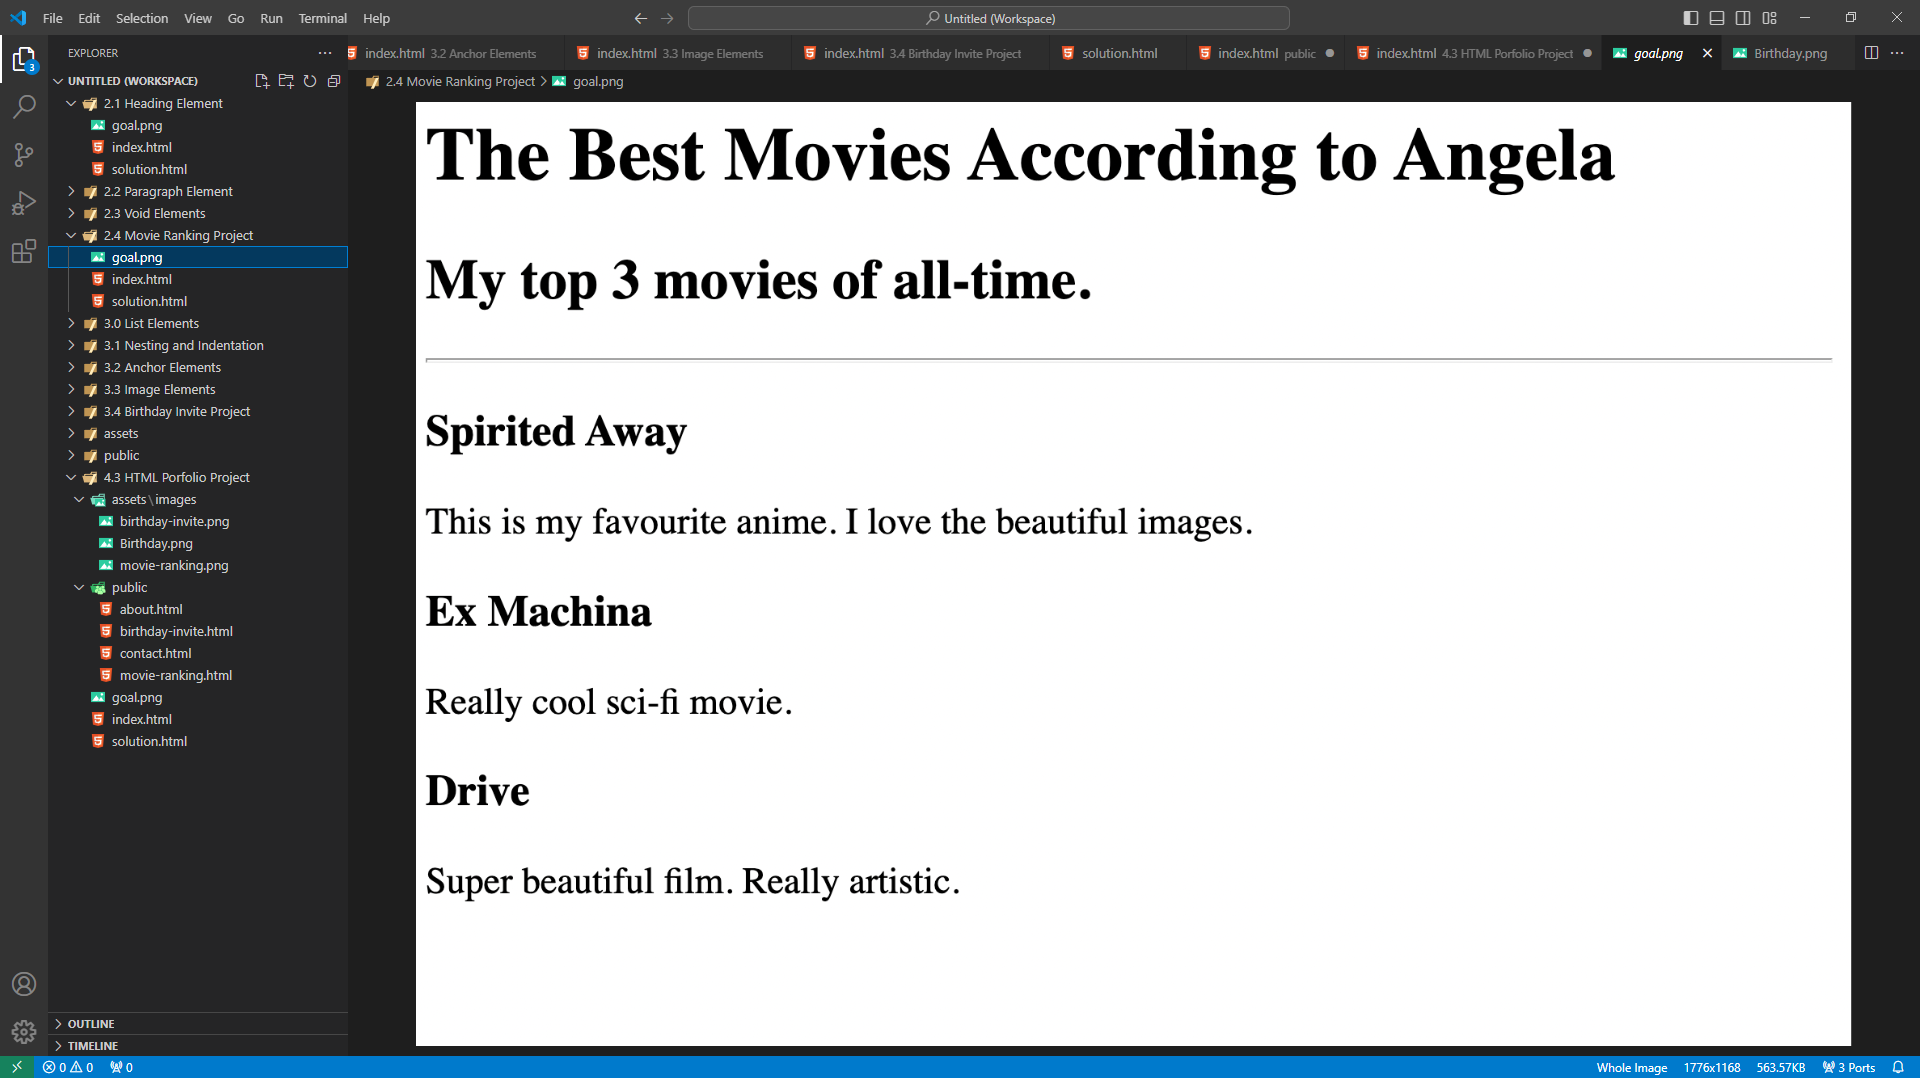 File Edit Selection View Go Run Terminal Help
Untitled (Workspace)
EXPLORER
index.html 3.2 Anchor Elements
index.html 3.3 Image Elements
index.html 3.4 Birthday Invite Project
solution.html
index.html public
index.html 4.3 HTML Porfolio Project
goal.png
Birthday.png
2.4 Movie Ranking Project > goal.png
3
UNTITLED (WORKSPACE)
2.1 Heading Element
goal.png
index.html
solution.html
2.2 Paragraph Element
2.3 Void Elements
2.4 Movie Ranking Project
goal.png
index.html
solution.html
3.0 List Elements
3.1 Nesting and Indentation
3.2 Anchor Elements
3.3 Image Elements
3.4 Birthday Invite Project
assets
public
4.3 HTML Porfolio Project
assets\images
birthday-invite.png
Birthday.png
movie-ranking.png
public
about.html
birthday-invite.html
contact.html
movie-ranking.html
goal.png
index.html
solution.html
OUTLINE
TIMELINE
The Best Movies According to Angela
My top 3 movies of all-time.
Spirited Away
This is my favourite anime. I love the beautiful images.
Ex Machina
Really cool sci-fi movie.
Drive
Super beautiful film. Really artistic.
0 0 0
Whole Image 1776x1168 563.57KB 3 Ports